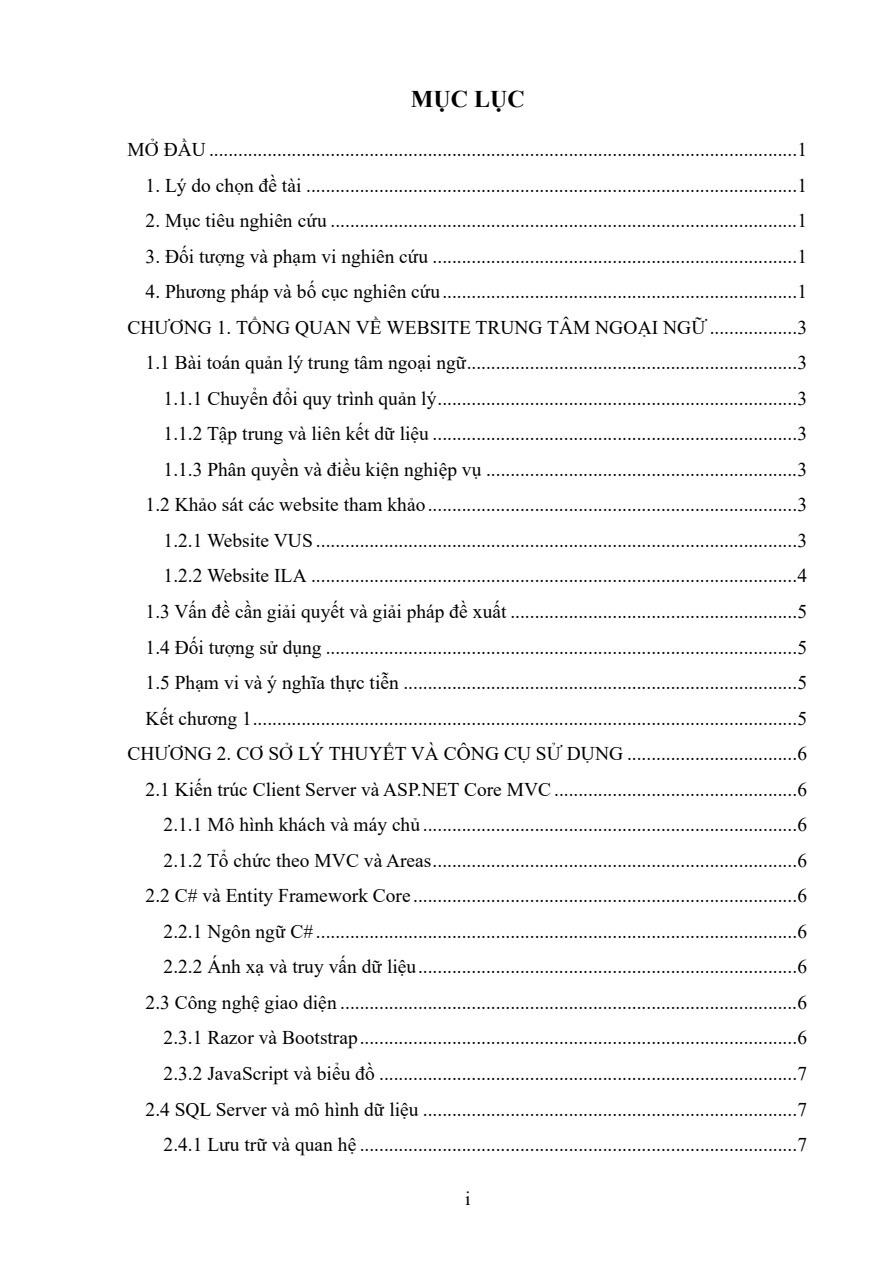 MỤC LỤC
MỞ ĐẦU ........................................ 1
1. Lý do chọn đề tài ........................................ 1
2. Mục tiêu nghiên cứu ........................................ 1
3. Đối tượng và phạm vi nghiên cứu ........................................ 1
4. Phương pháp và bố cục nghiên cứu ........................................ 1
CHƯƠNG 1. TỔNG QUAN VỀ WEBSITE TRUNG TÂM NGOẠI NGỮ .................. 3
1.1 Bài toán quản lý trung tâm ngoại ngữ ........................................ 3
1.1.1 Chuyển đổi quy trình quản lý ........................................ 3
1.1.2 Tập trung và liên kết dữ liệu ........................................ 3
1.1.3 Phân quyền và điều kiện nghiệp vụ ........................................ 3
1.2 Khảo sát các website tham khảo ........................................ 3
1.2.1 Website VUS ........................................ 3
1.2.2 Website ILA ........................................ 4
1.3 Vấn đề cần giải quyết và giải pháp đề xuất ........................................ 5
1.4 Đối tượng sử dụng ........................................ 5
1.5 Phạm vi và ý nghĩa thực tiễn ........................................ 5
Kết chương 1 ........................................ 5
CHƯƠNG 2. CƠ SỞ LÝ THUYẾT VÀ CÔNG CỤ SỬ DỤNG ........................................ 6
2.1 Kiến trúc Client Server và ASP.NET Core MVC ........................................ 6
2.1.1 Mô hình khách và máy chủ ........................................ 6
2.1.2 Tổ chức theo MVC và Areas ........................................ 6
2.2 C# và Entity Framework Core ........................................ 6
2.2.1 Ngôn ngữ C# ........................................ 6
2.2.2 Ánh xạ và truy vấn dữ liệu ........................................ 6
2.3 Công nghệ giao diện ........................................ 6
2.3.1 Razor và Bootstrap ........................................ 6
2.3.2 JavaScript và biểu đồ ........................................ 7
2.4 SQL Server và mô hình dữ liệu ........................................ 7
2.4.1 Lưu trữ và quan hệ ........................................ 7
i